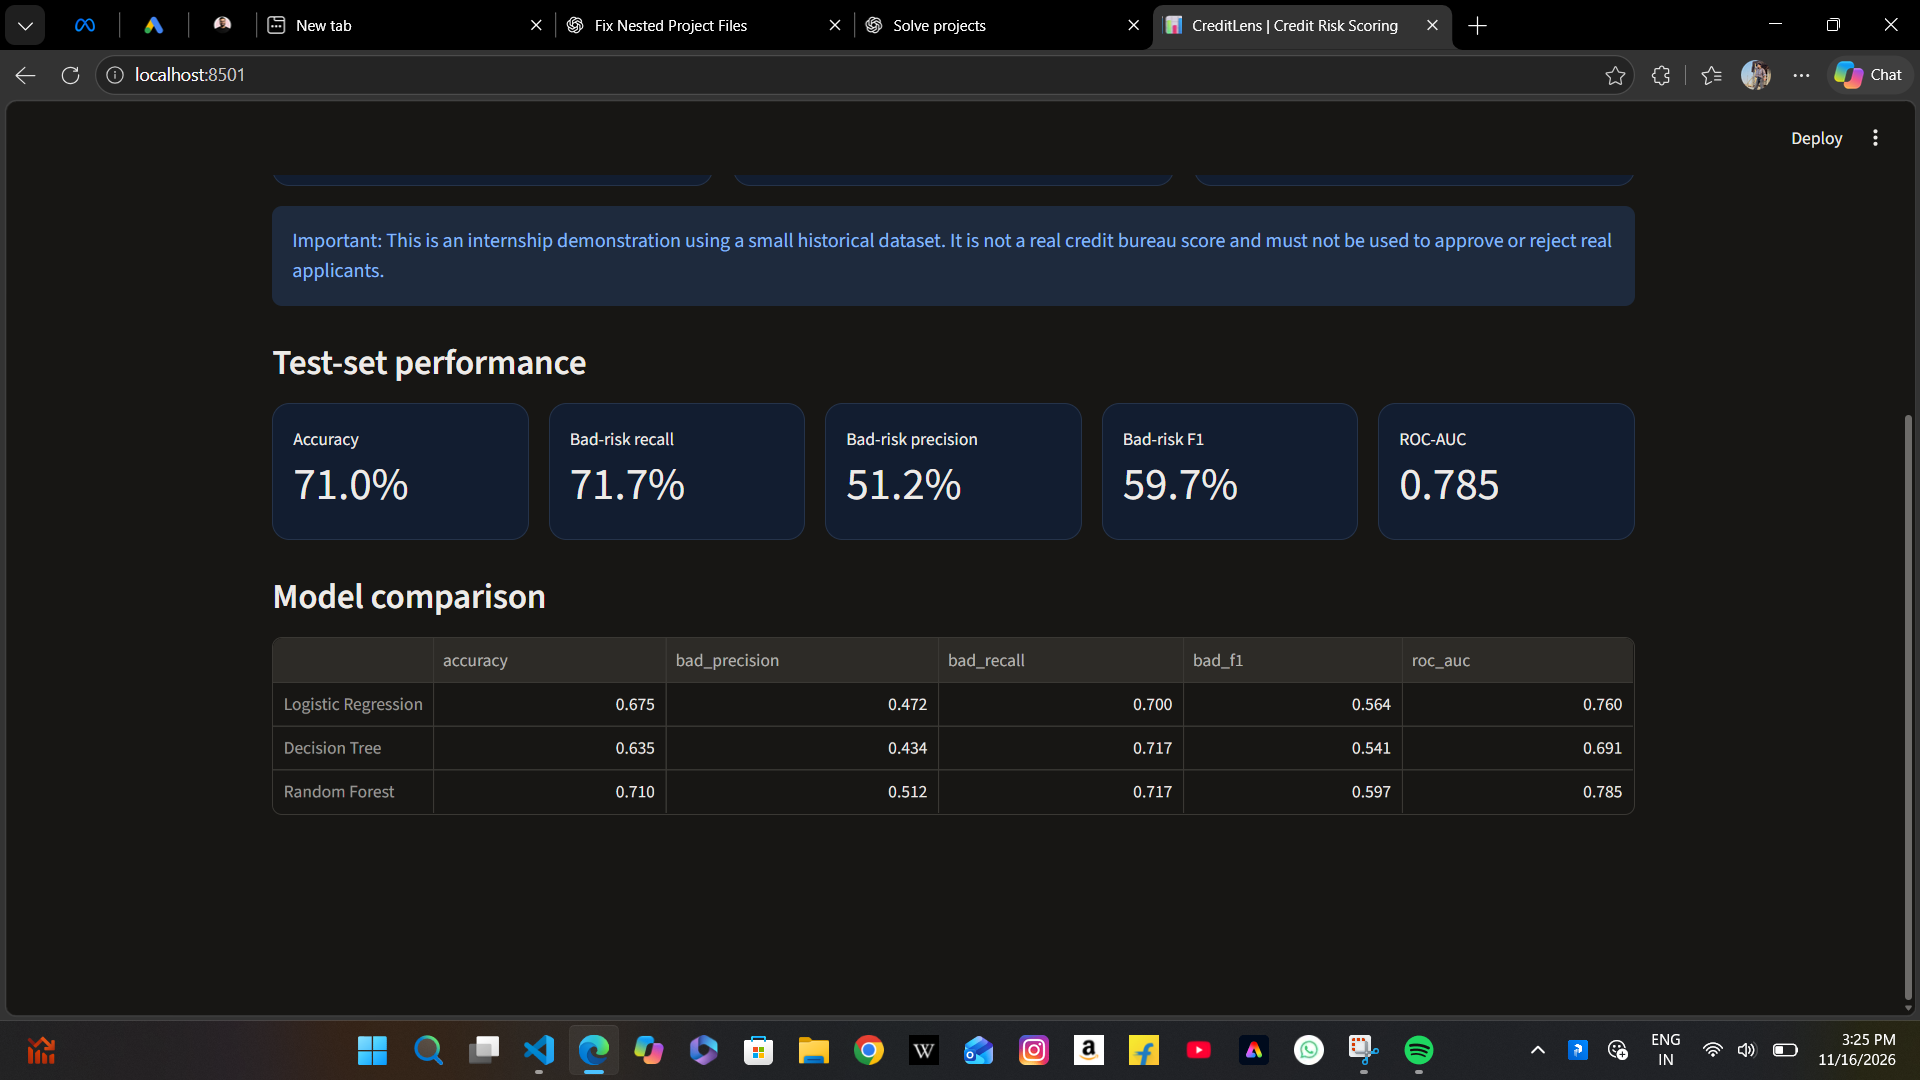 New tab
Fix Nested Project Files
Solve projects
CreditLens | Credit Risk Scoring
localhost:8501
Chat
Deploy
Important: This is an internship demonstration using a small historical dataset. It is not a real credit bureau score and must not be used to approve or reject real
applicants.
Test-set performance
Accuracy
71.0%
Bad-risk recall
71.7%
Bad-risk precision
51.2%
Bad-risk F1
59.7%
ROC-AUC
0.785
Model comparison
accuracy bad_precision bad_recall bad_f1 roc_auc
Logistic Regression 0.675 0.472 0.700 0.564 0.760
Decision Tree 0.635 0.434 0.717 0.541 0.691
Random Forest 0.710 0.512 0.717 0.597 0.785
W
a
ENG
IN
3:25 PM
11/16/2026